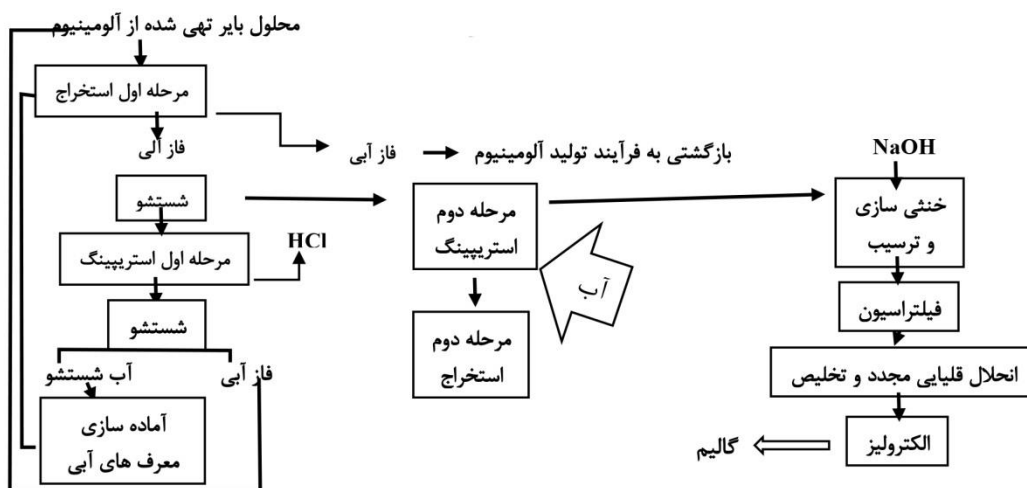 محلول بایر تهی شده از آلومینیوم
مرحله اول استخراج
فاز آلی
فاز آبی
بازگشتی به فرآیند تولید آلومینیوم
شستشو
مرحله اول استریپینگ
HCl
شستشو
آب شستشو
فاز آبی
آماده سازی
معرف های آبی
مرحله دوم
استریپینگ
آب
مرحله دوم
استخراج
NaOH
خنثی سازی
و ترسیب
فیلتراسیون
انحلال قلیایی مجدد و تخلیص
الکترولیز
گالیم